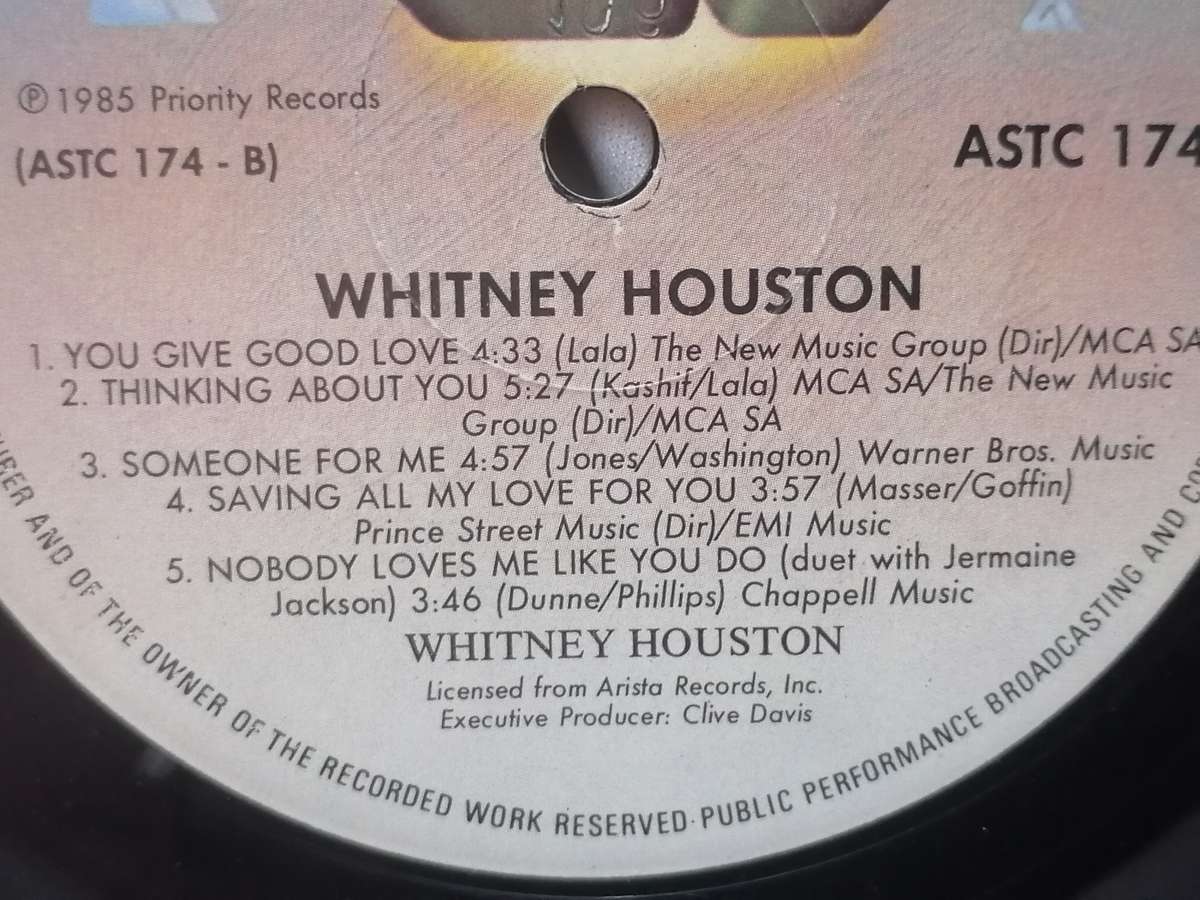 ℗ 1985 Priority Records
(ASTC 174 - B)
ASTC 174
WHITNEY HOUSTON
1. YOU GIVE GOOD LOVE 4:33 (Lala) The New Music Group (Dir)/MCA SA
2. THINKING ABOUT YOU 5:27 (Kashif/Lala) MCA SA/The New Music
Group (Dir)/MCA SA
3. SOMEONE FOR ME 4:57 (Jones/Washington) Warner Bros. Music
4. SAVING ALL MY LOVE FOR YOU 3:57 (Masser/Goffin)
Prince Street Music (Dir)/EMI Music
5. NOBODY LOVES ME LIKE YOU DO (duet with Jermaine
Jackson) 3:46 (Dunne/Phillips) Chappell Music
WHITNEY HOUSTON
Licensed from Arista Records, Inc.
Executive Producer: Clive Davis
AND OF THE OWNER OF THE RECORDED WORK RESERVED · PUBLIC PERFORMANCE BROADCASTING AND